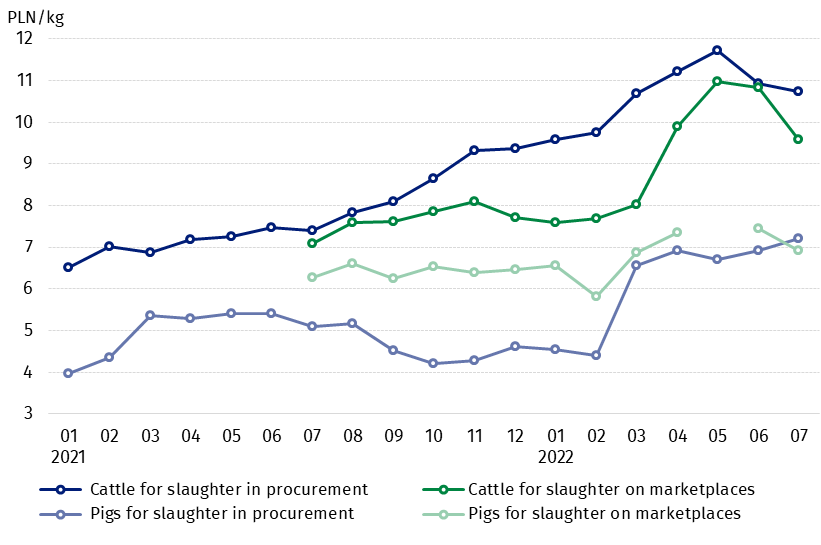 PLN/kg
12
11
10
9
8
7
6
5
4
3
01 02 03 04 05 06 07 08 09 10 11 12 01 02 03 04 05 06 07
2021 2022
Cattle for slaughter in procurement Cattle for slaughter on marketplaces
Pigs for slaughter in procurement Pigs for slaughter on marketplaces